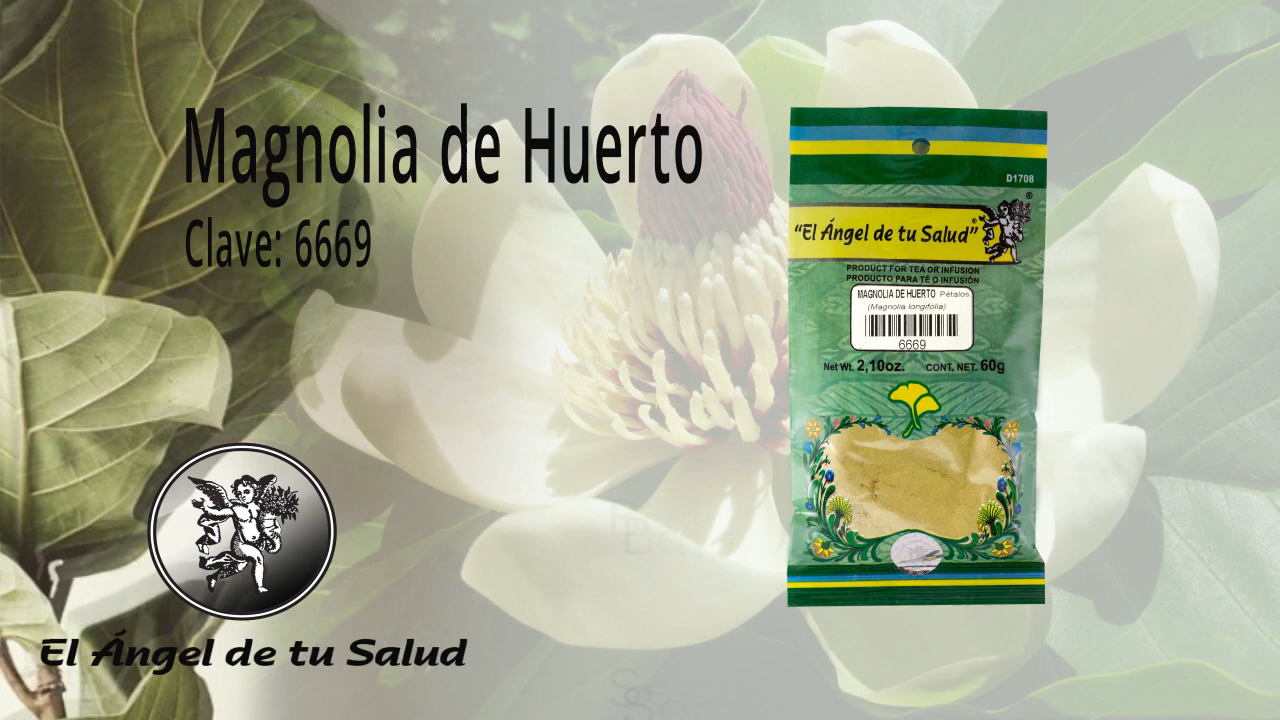 Magnolia de Huerto
Clave: 6669
D1708
®
“El Ángel de tu Salud”®
PRODUCT FOR TEA OR INFUSION
PRODUCTO PARA TÉ O INFUSIÓN
MAGNOLIA DE HUERTO Pétalos
(Magnolia longifolia)
6669
Net Wt. 2,10oz. CONT. NET. 60g
El Ángel de tu Salud